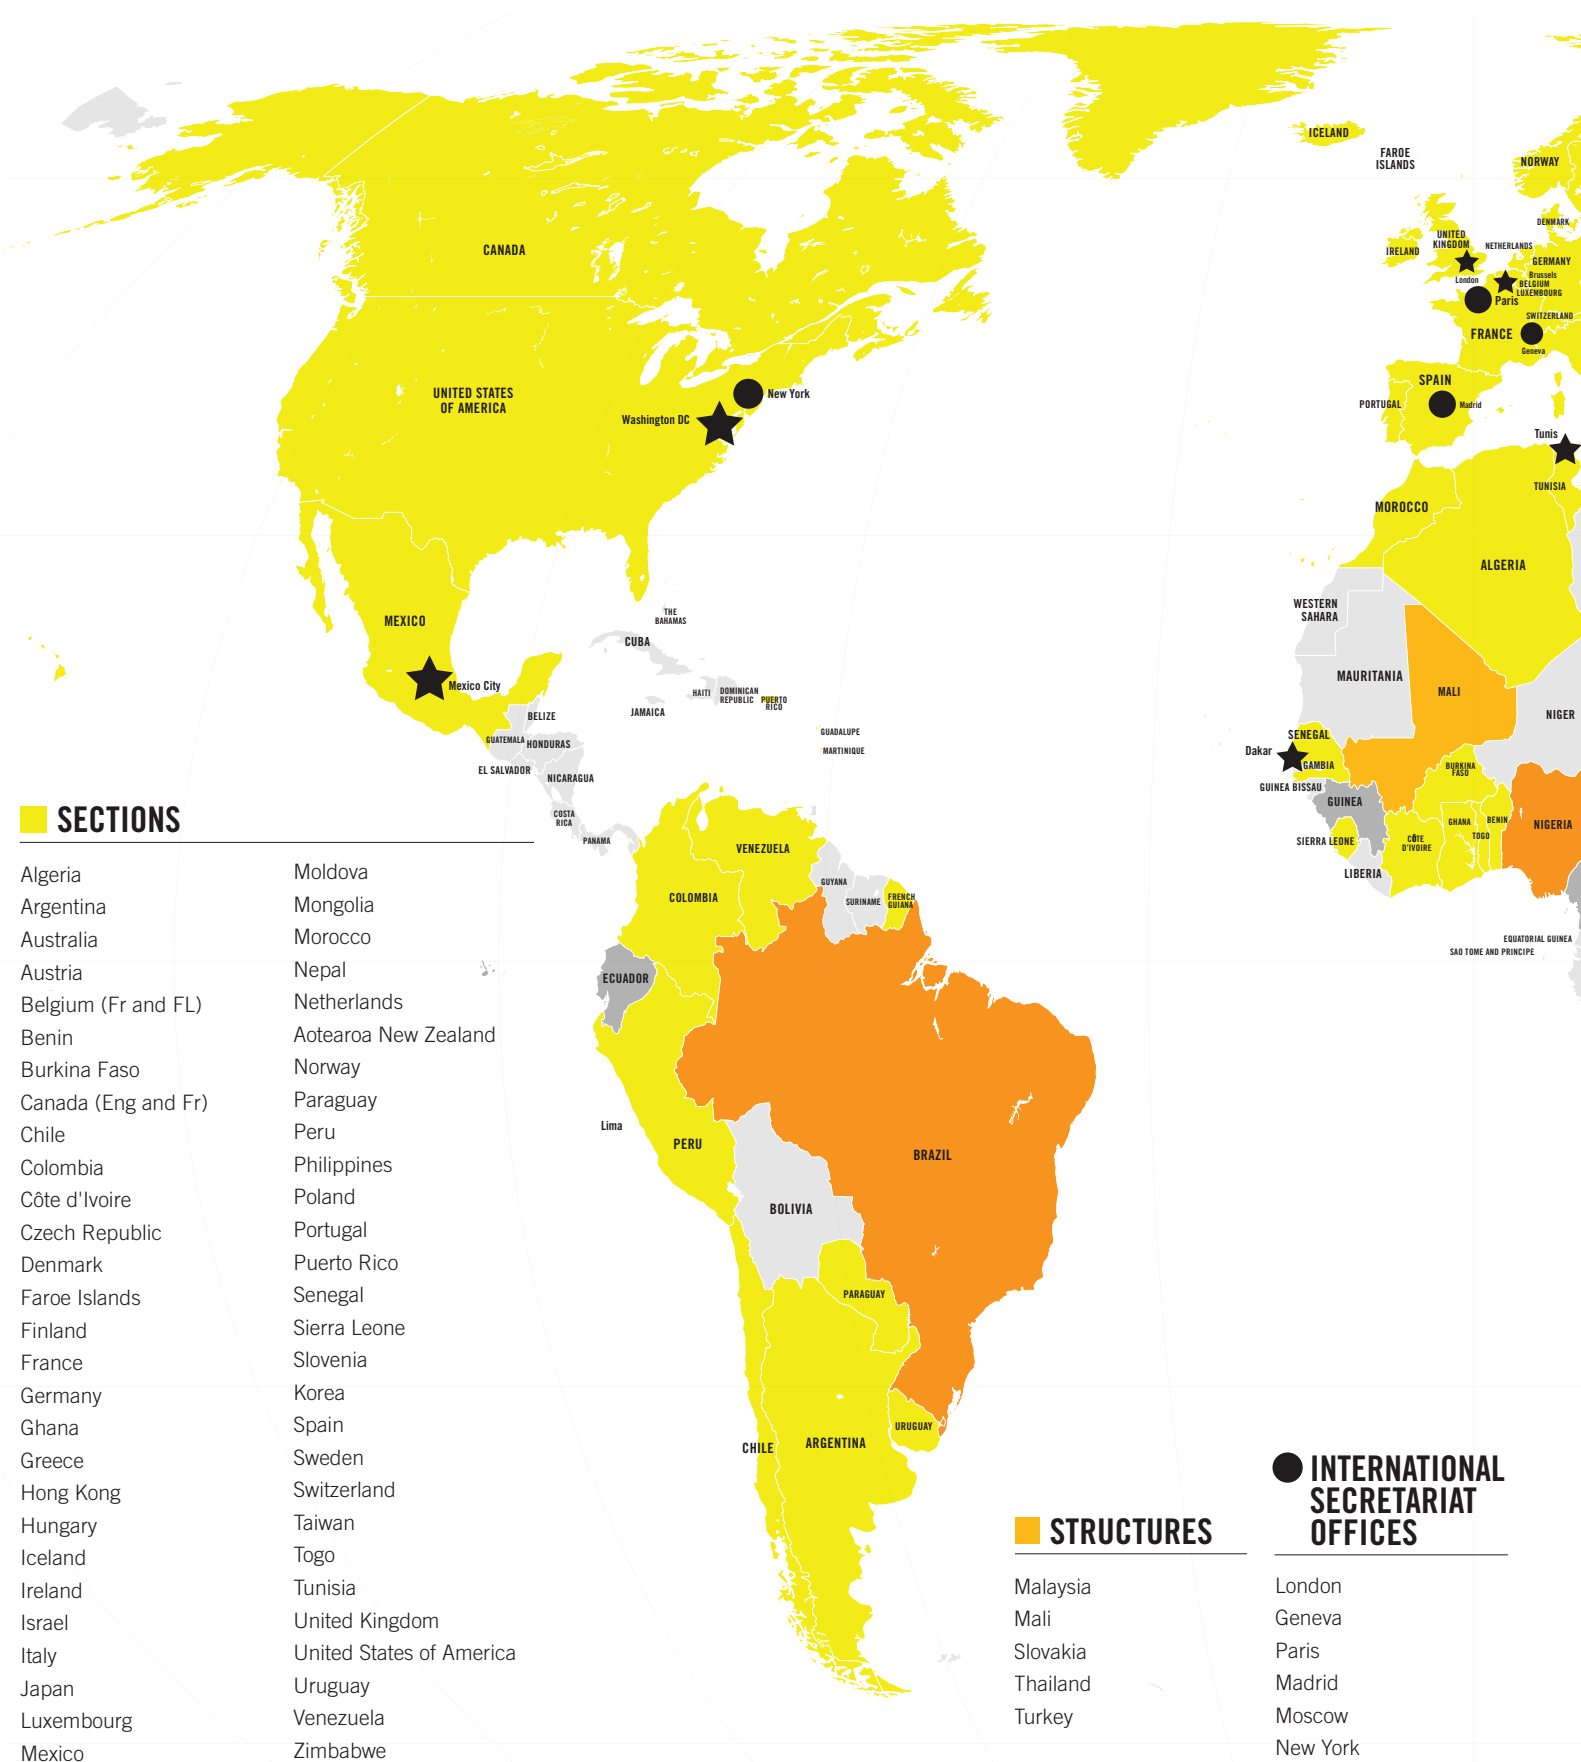 ICELAND
FAROE
ISLANDS
NORWAY
DENMARK
UNITED
KINGDOM
NETHERLANDS
IRELAND
GERMANY
London
Brussels
BELGIUM
LUXEMBOURG
Paris
SWITZERLAND
FRANCE
Geneva
SPAIN
PORTUGAL
Madrid
Tunis
TUNISIA
MOROCCO
ALGERIA
CANADA
UNITED STATES
OF AMERICA
New York
Washington DC
MEXICO
Mexico City
THE
BAHAMAS
CUBA
HAITI
DOMINICAN
REPUBLIC
PUERTO
RICO
JAMAICA
BELIZE
GUATEMALA
HONDURAS
EL SALVADOR
NICARAGUA
COSTA
RICA
PANAMA
GUADALUPE
MARTINIQUE
WESTERN
SAHARA
MAURITANIA
MALI
NIGER
SENEGAL
Dakar
GAMBIA
GUINEA BISSAU
GUINEA
BURKINA
FASO
SIERRA LEONE
CÔTE
D'IVOIRE
GHANA
TOGO
BENIN
NIGERIA
LIBERIA
EQUATORIAL GUINEA
SAO TOME AND PRINCIPE
VENEZUELA
COLOMBIA
GUYANA
SURINAME
FRENCH
GUIANA
ECUADOR
Lima
PERU
BRAZIL
BOLIVIA
PARAGUAY
URUGUAY
CHILE
ARGENTINA
SECTIONS
Algeria
Argentina
Australia
Austria
Belgium (Fr and FL)
Benin
Burkina Faso
Canada (Eng and Fr)
Chile
Colombia
Côte d'Ivoire
Czech Republic
Denmark
Faroe Islands
Finland
France
Germany
Ghana
Greece
Hong Kong
Hungary
Iceland
Ireland
Israel
Italy
Japan
Luxembourg
Mexico
Moldova
Mongolia
Morocco
Nepal
Netherlands
Aotearoa New Zealand
Norway
Paraguay
Peru
Philippines
Poland
Portugal
Puerto Rico
Senegal
Sierra Leone
Slovenia
Korea
Spain
Sweden
Switzerland
Taiwan
Togo
Tunisia
United Kingdom
United States of America
Uruguay
Venezuela
Zimbabwe
STRUCTURES
Malaysia
Mali
Slovakia
Thailand
Turkey
INTERNATIONAL
SECRETARIAT
OFFICES
London
Geneva
Paris
Madrid
Moscow
New York